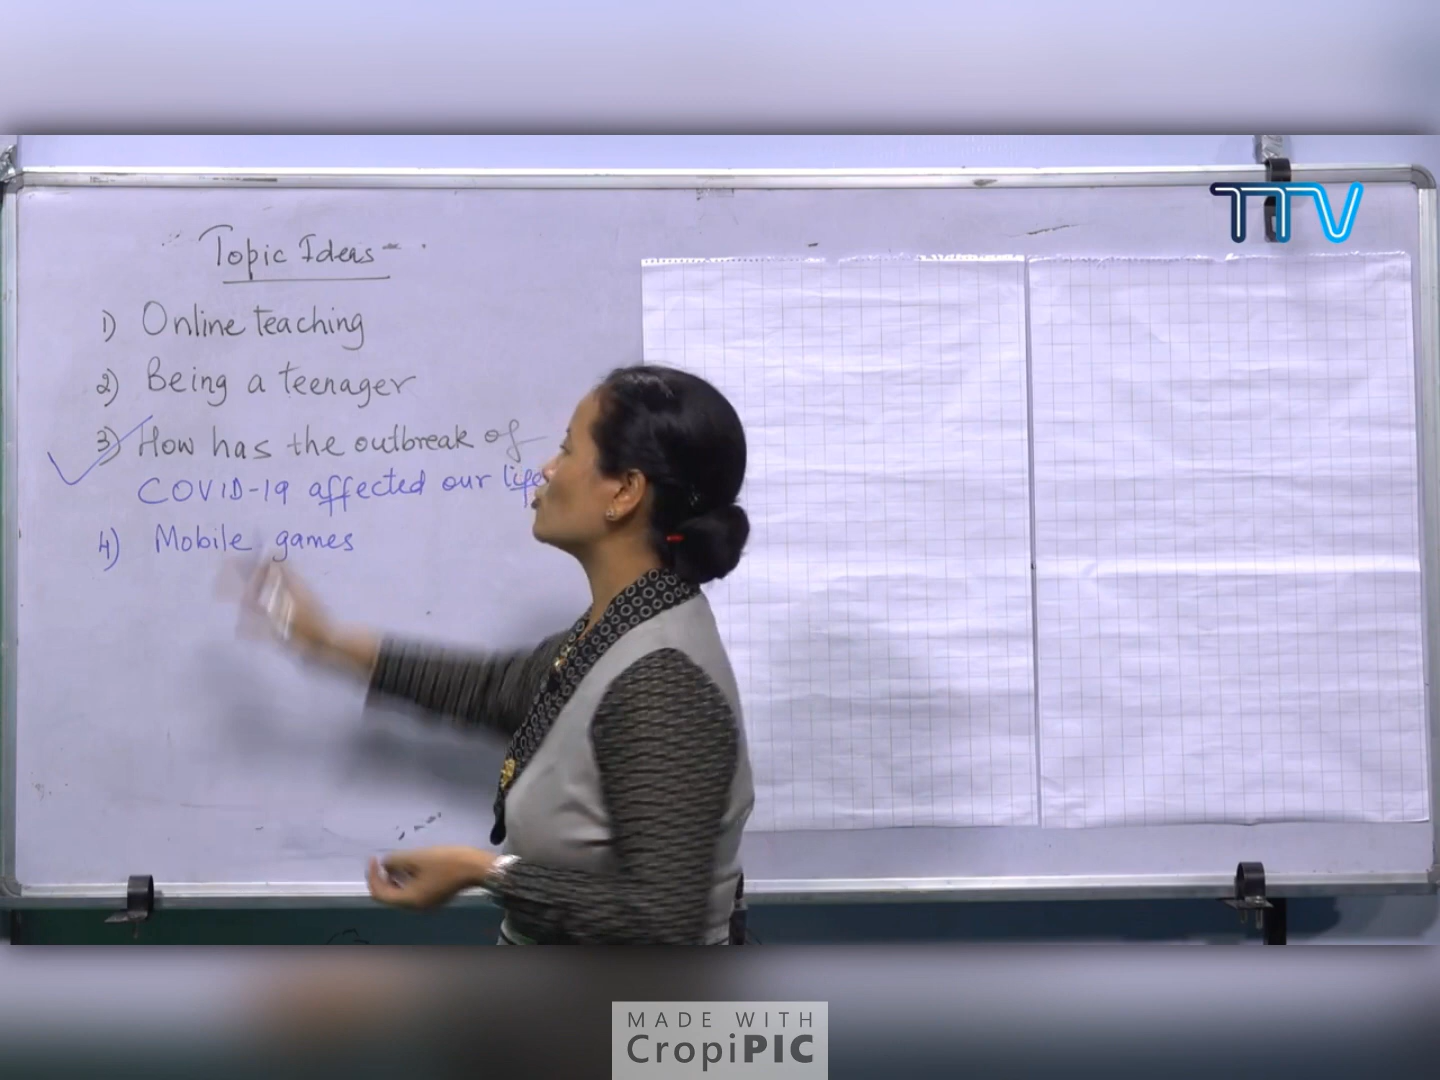 TTV
Topic Ideas
1) Online teaching
2) Being a teenager
3) How has the outbreak of
COVID-19 affected our life
4) Mobile games
MADE WITH
CropiPIC